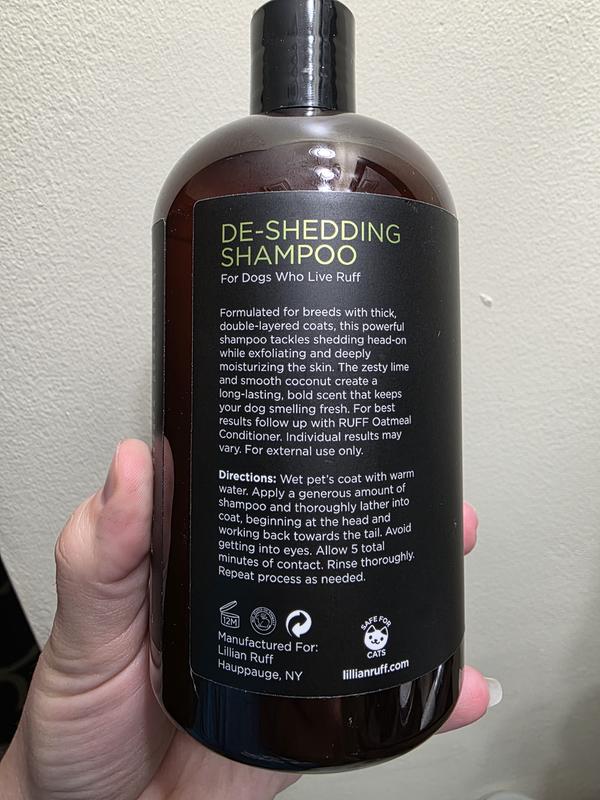 DE-SHEDDING
SHAMPOO
For Dogs Who Live Ruff
Formulated for breeds with thick,
double-layered coats, this powerful
shampoo tackles shedding head-on
while exfoliating and deeply
moisturizing the skin. The zesty lime
and smooth coconut create a
long-lasting, bold scent that keeps
your dog smelling fresh. For best
results follow up with RUFF Oatmeal
Conditioner. Individual results may
vary. For external use only.
Directions: Wet pet's coat with warm
water. Apply a generous amount of
shampoo and thoroughly lather into
coat, beginning at the head and
working back towards the tail. Avoid
getting into eyes. Allow 5 total
minutes of contact. Rinse thoroughly.
Repeat process as needed.
12M
SAFE FOR
CATS
Manufactured For:
Lillian Ruff
Hauppauge, NY
lillianruff.com